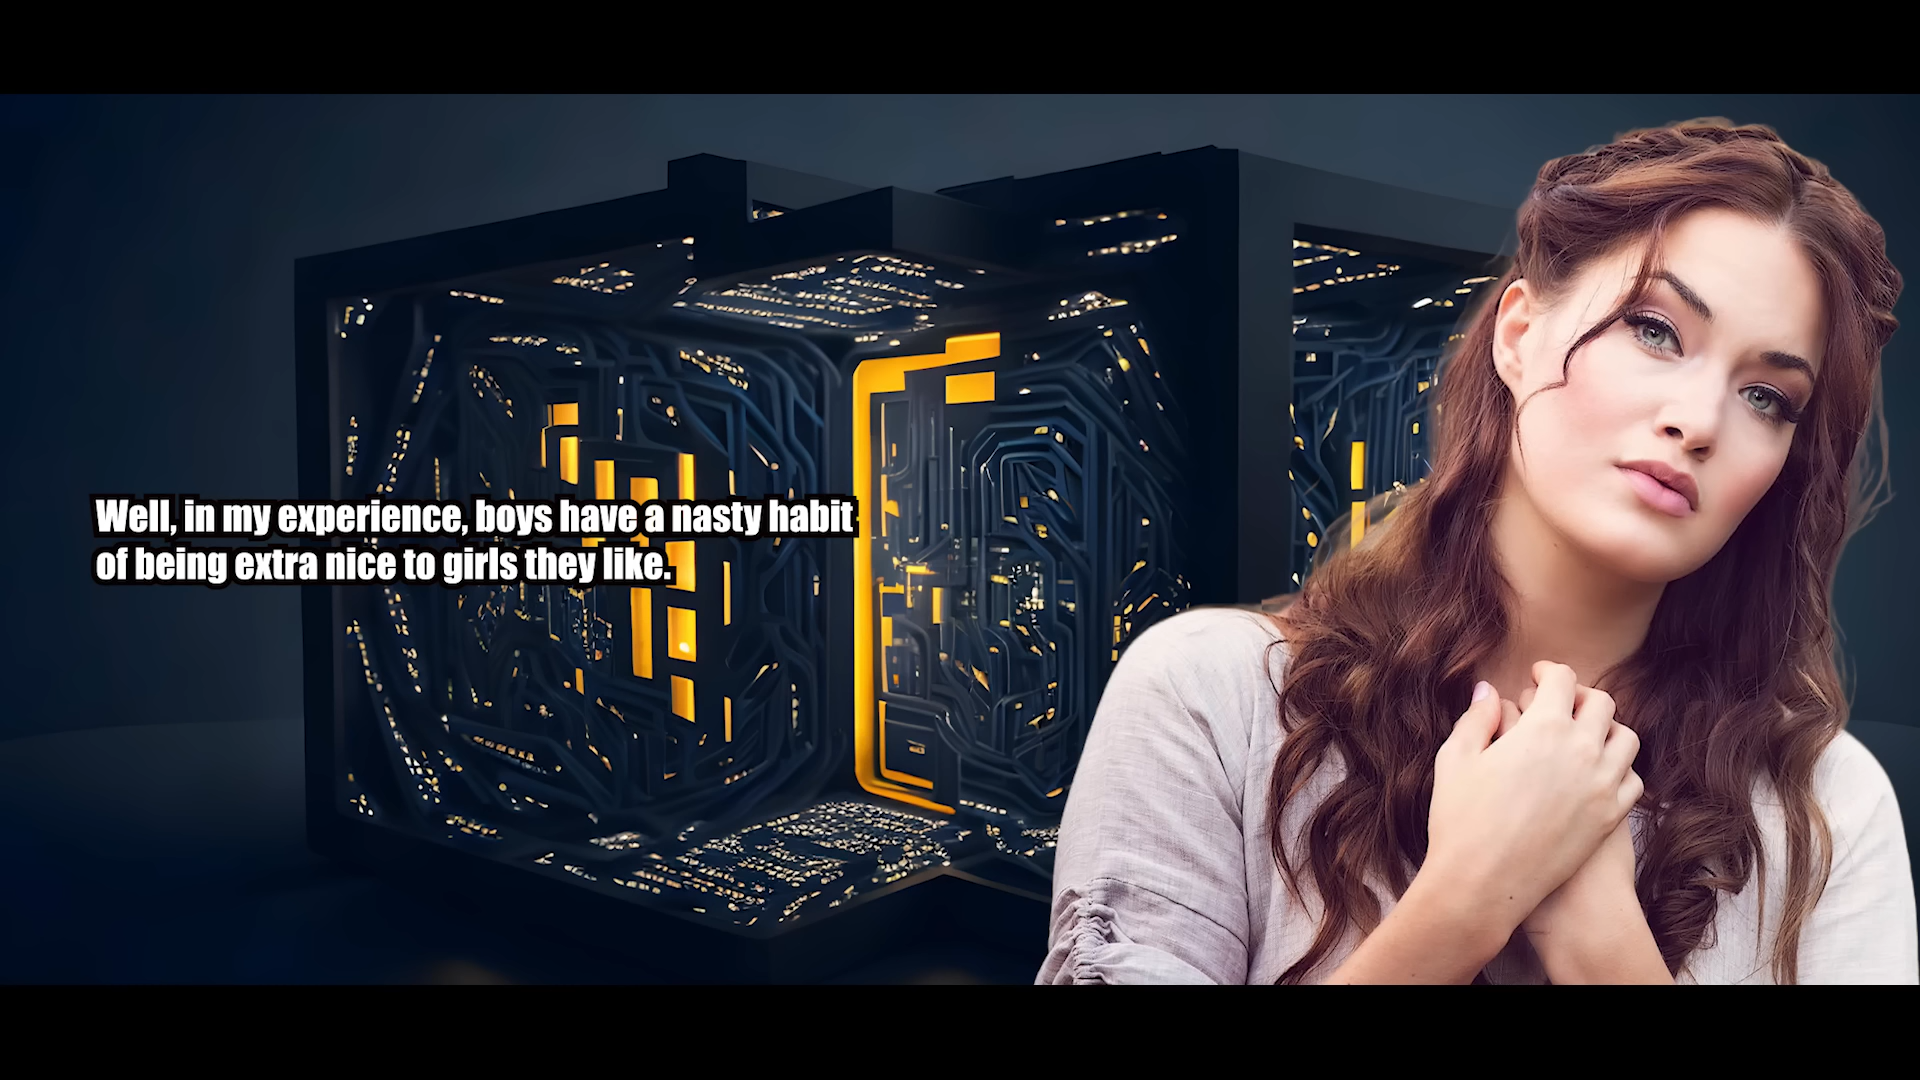 Well, in my experience, boys have a nasty habit
of being extra nice to girls they like.